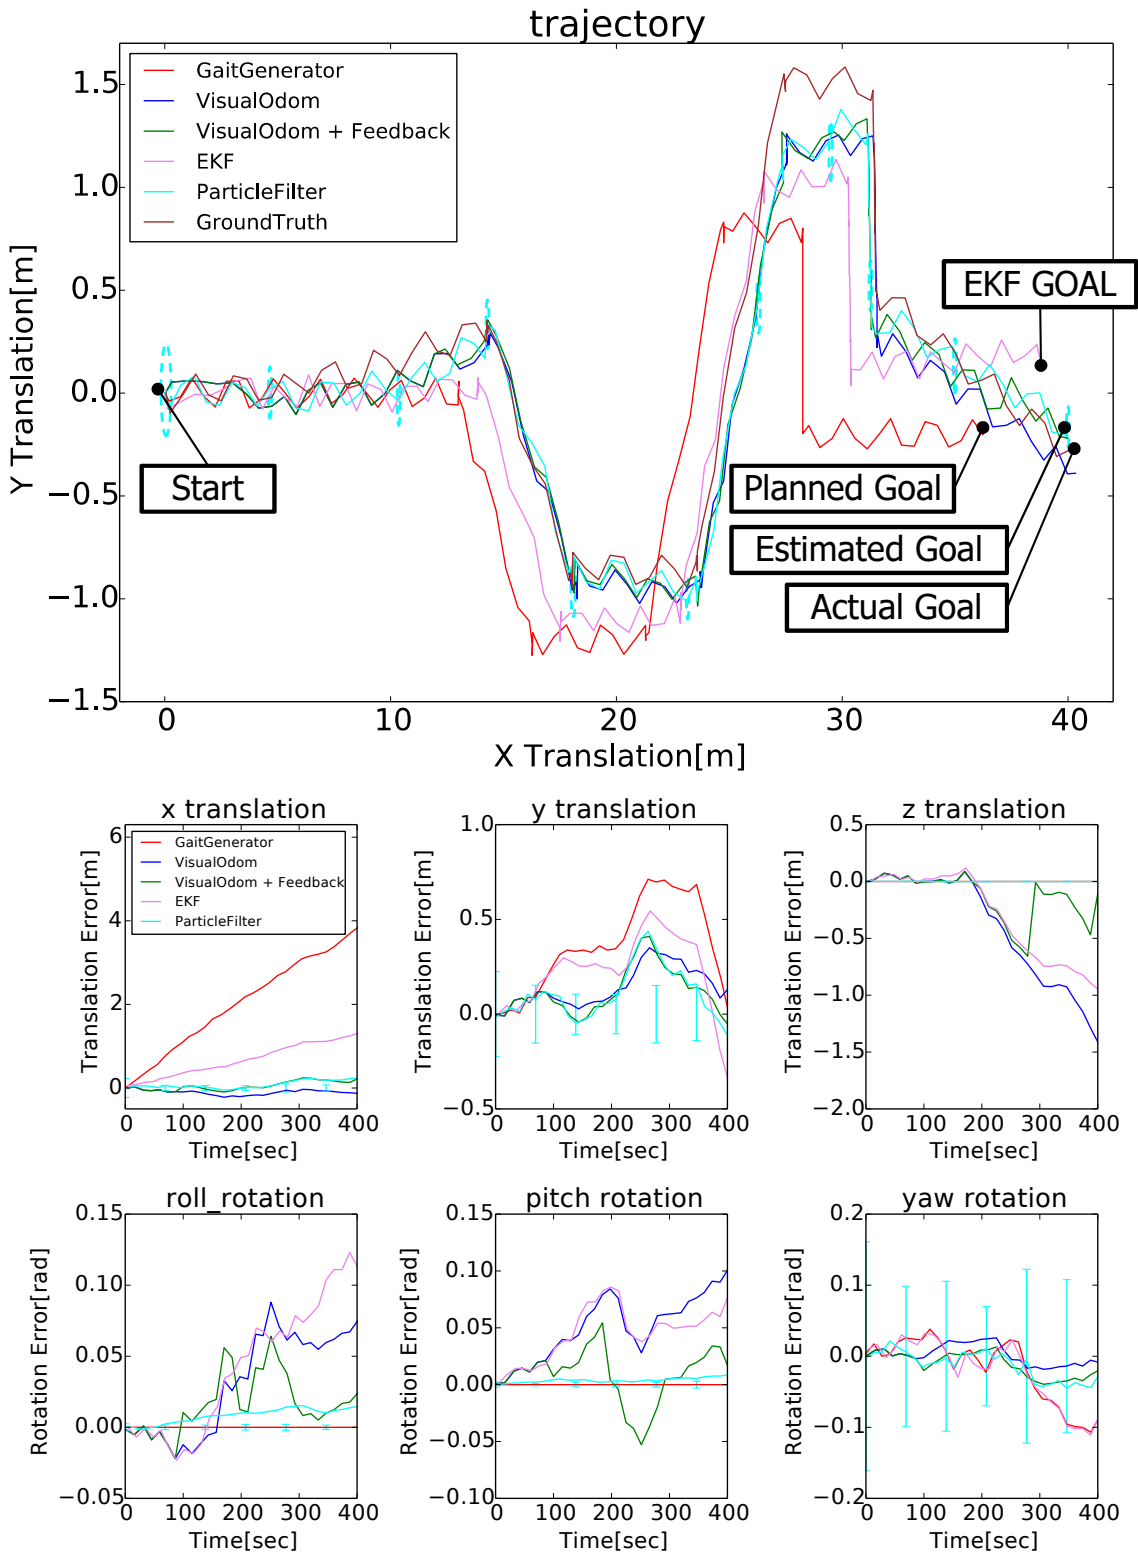 trajectory
GaitGenerator
VisualOdom
VisualOdom + Feedback
EKF
ParticleFilter
GroundTruth
Y Translation[m]
1.5
1.0
0.5
0.0
−0.5
−1.0
−1.5
EKF GOAL
Start
Planned Goal
Estimated Goal
Actual Goal
0 10 20 30 40
X Translation[m]
x translation
Translation Error[m]
6
4
2
0
GaitGenerator
VisualOdom
VisualOdom + Feedback
EKF
ParticleFilter
0 100 200 300 400
Time[sec]
y translation
Translation Error[m]
1.0
0.5
0.0
−0.5
0 100 200 300 400
Time[sec]
z translation
Translation Error[m]
0.5
0.0
−0.5
−1.0
−1.5
−2.0
0 100 200 300 400
Time[sec]
roll_rotation
Rotation Error[rad]
0.15
0.10
0.05
0.00
−0.05
0 100 200 300 400
Time[sec]
pitch rotation
Rotation Error[rad]
0.15
0.10
0.05
0.00
−0.05
−0.10
0 100 200 300 400
Time[sec]
yaw rotation
Rotation Error[rad]
0.2
0.1
0.0
−0.1
−0.2
0 100 200 300 400
Time[sec]